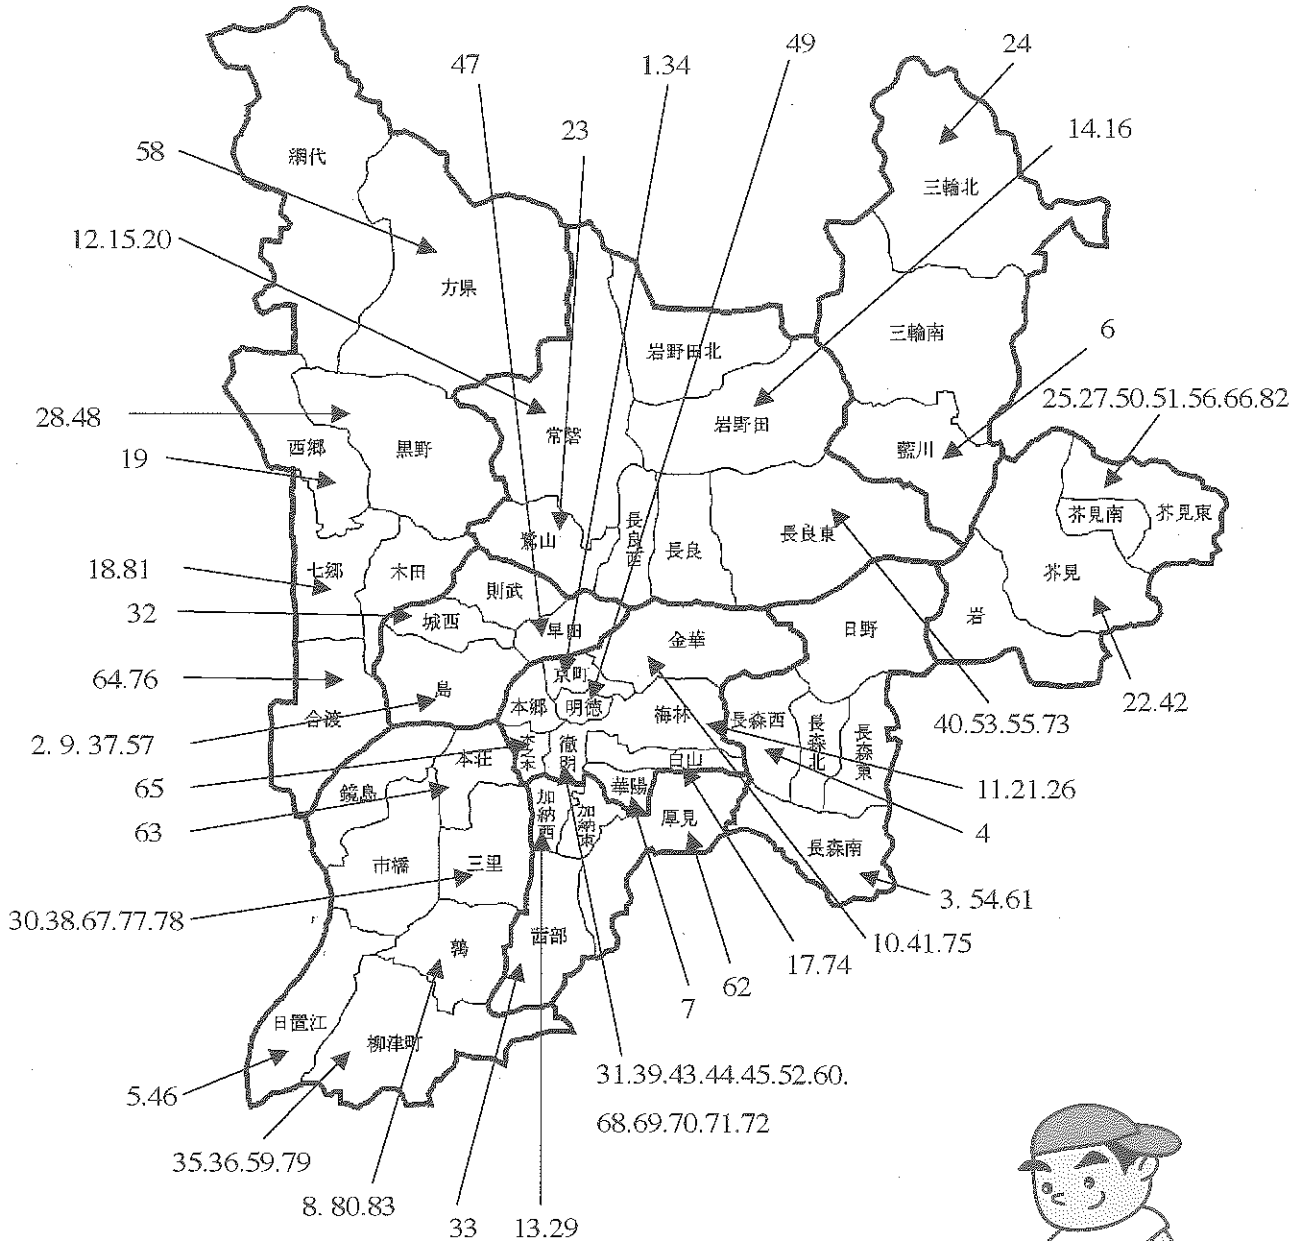 47
1.34
49
24
23
14.16
58
網代
三輪北
12.15.20
方県
三輪南
岩野田北
6
25.27.50.51.56.66.82
28.48
岩野田
常磐
西郷
黒野
藍川
19
芥見南
芥見東
鷺山
長良西
長良
長良東
18.81
七郷
木田
則武
芥見
32
城西
早田
金華
日野
岩
64.76
京町
島
合渡
本郷
明徳
梅林
長森西
長森北
長森東
40.53.55.73
22.42
2. 9. 37.57
65
本荘
木之本
徹明
白山
63
鏡島
加納西
加納東
華陽
厚見
11.21.26
4
市橋
三里
長森南
30.38.67.77.78
3. 54.61
鶉
茜部
10.41.75
17.74
62
7
日置江
柳津町
5.46
31.39.43.44.45.52.60.
68.69.70.71.72
35.36.59.79
8. 80.83
33
13.29